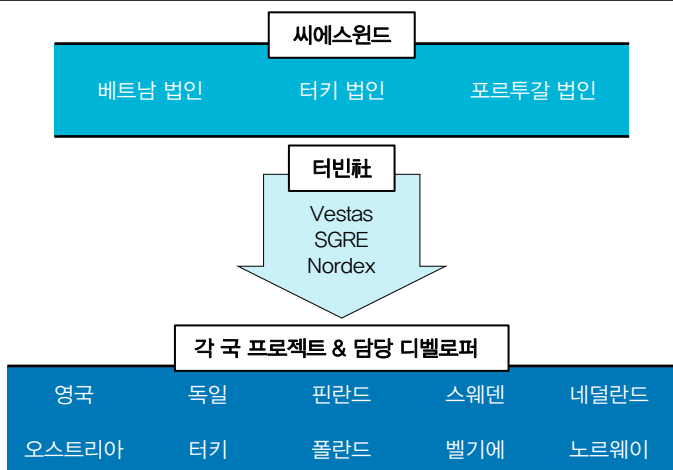 씨에스윈드
베트남 법인 터키 법인 포르투갈 법인
터빈社
Vestas
SGRE
Nordex
각 국 프로젝트 & 담당 디벨로퍼
영국 독일 핀란드 스웨덴 네덜란드
오스트리아 터키 폴란드 벨기에 노르웨이